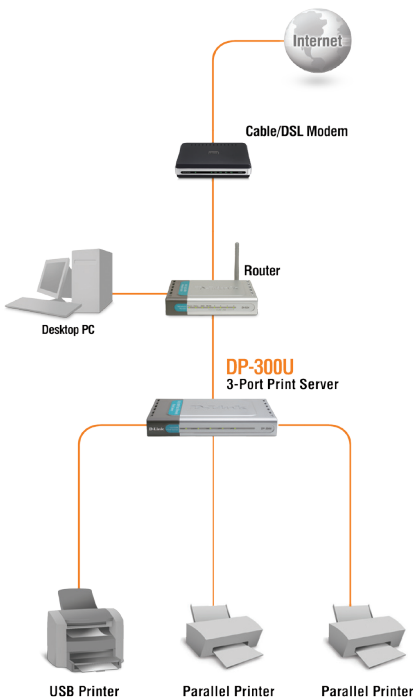 Internet
Cable/DSL Modem
Router
Desktop PC
DP-300U
3-Port Print Server
D-Link
USB Printer
Parallel Printer
Parallel Printer